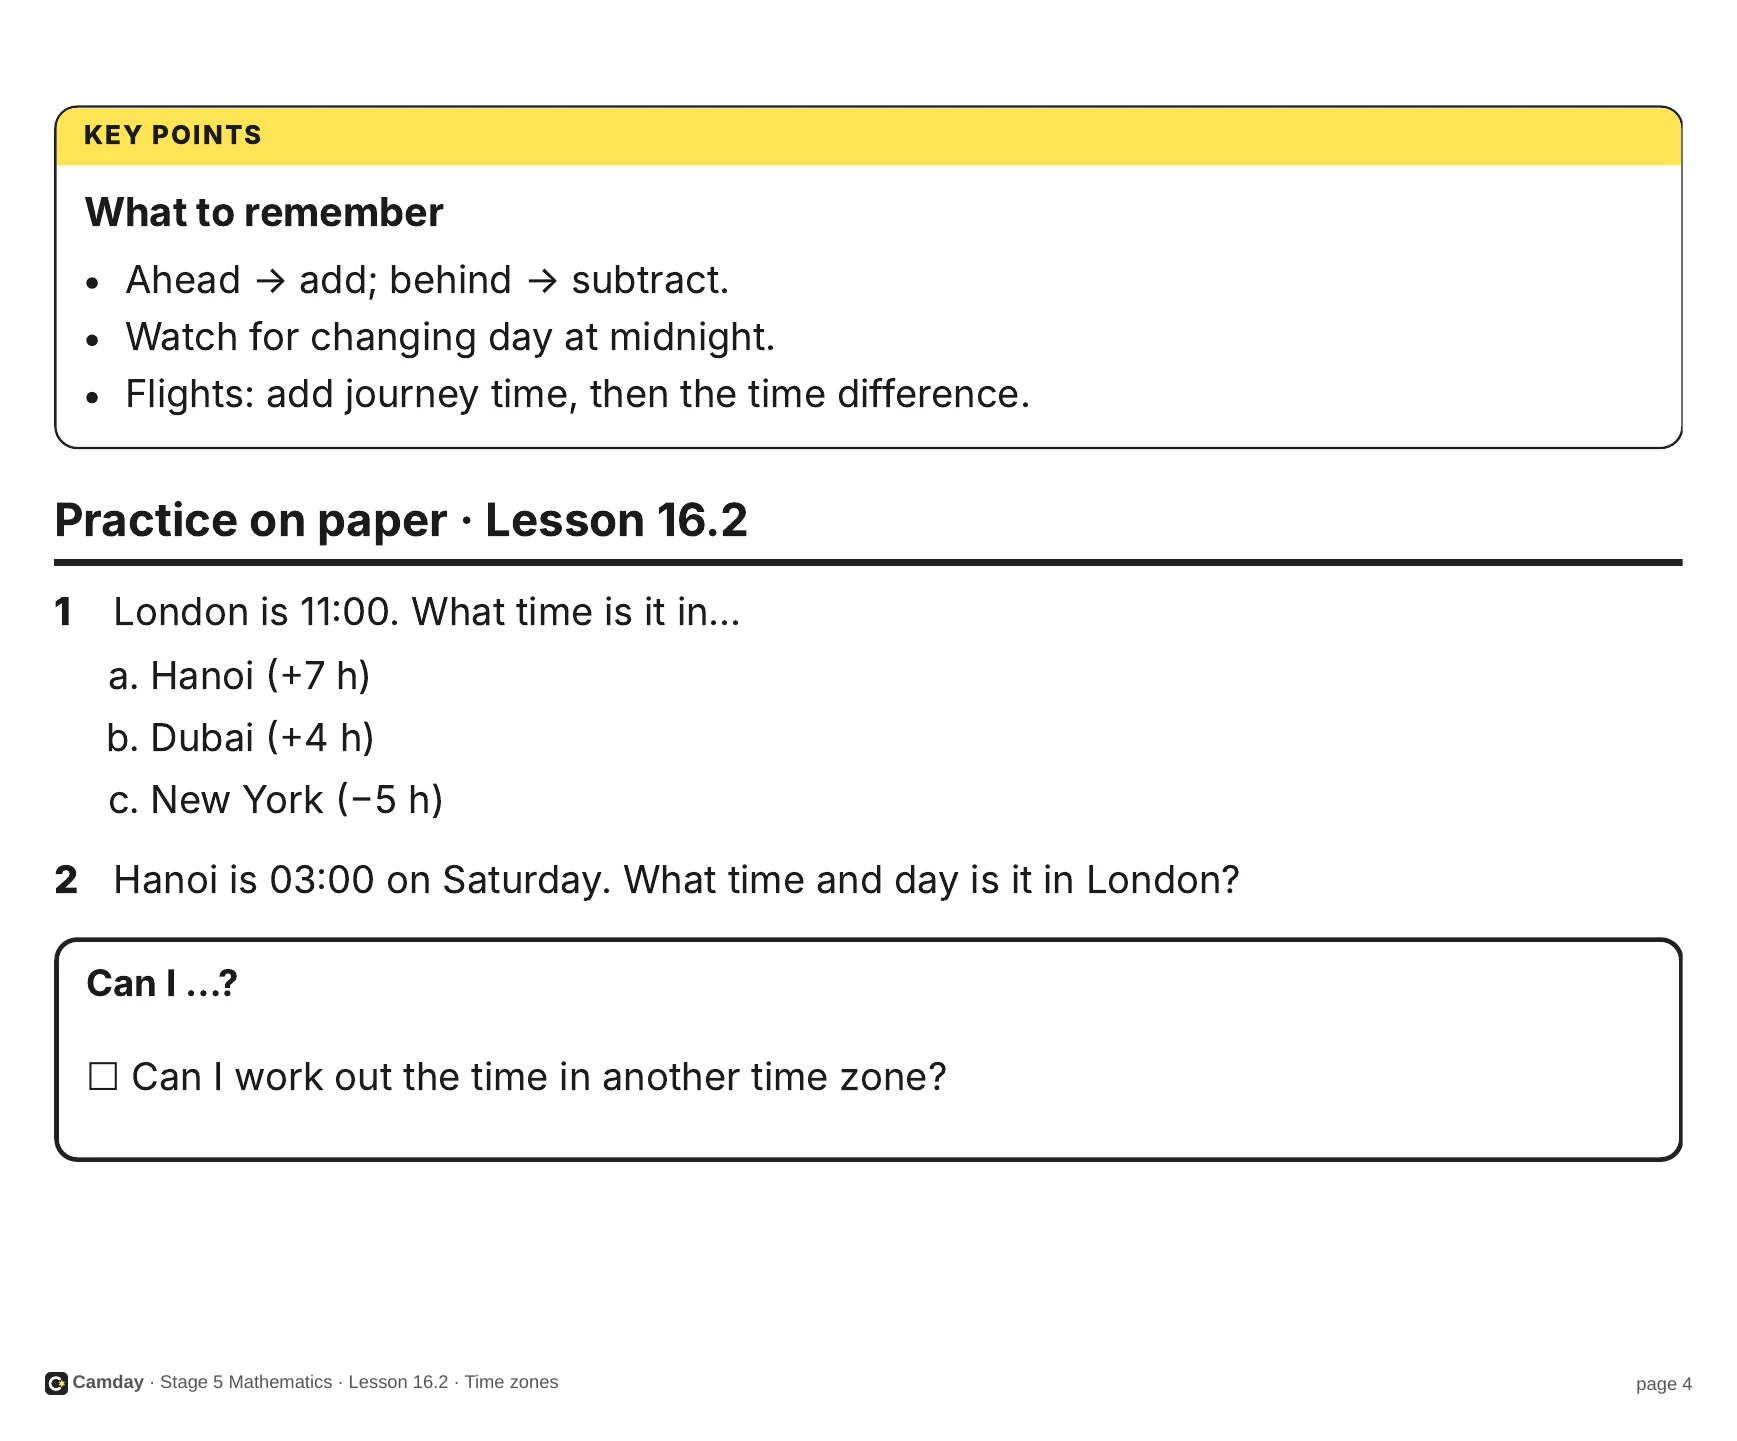 KEY POINTS
What to remember
• Ahead → add; behind → subtract.
• Watch for changing day at midnight.
• Flights: add journey time, then the time difference.
Practice on paper · Lesson 16.2
1 London is 11:00. What time is it in…
a. Hanoi (+7 h)
b. Dubai (+4 h)
c. New York (−5 h)
2 Hanoi is 03:00 on Saturday. What time and day is it in London?
Can I …?
☐ Can I work out the time in another time zone?
Camday · Stage 5 Mathematics · Lesson 16.2 · Time zones
page 4